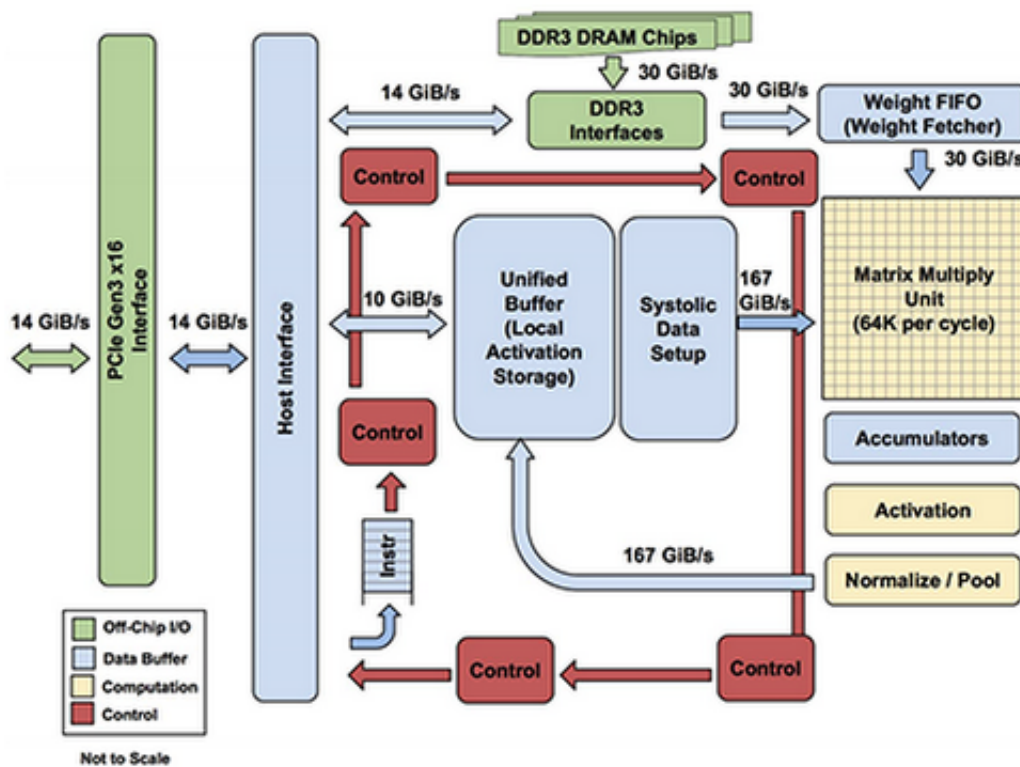 DDR3 DRAM Chips
30 GiB/s
14 GiB/s
DDR3
Interfaces
30 GiB/s
Weight FIFO
(Weight Fetcher)
30 GiB/s
Control
Control
PCIe Gen3 x16
Interface
14 GiB/s
14 GiB/s
Host Interface
10 GiB/s
Unified
Buffer
(Local
Activation
Storage)
Systolic
Data
Setup
167
GiB/s
Matrix Multiply
Unit
(64K per cycle)
Control
Accumulators
Activation
Instr
167 GiB/s
Normalize / Pool
Control
Control
Off-Chip I/O
Data Buffer
Computation
Control
Not to Scale